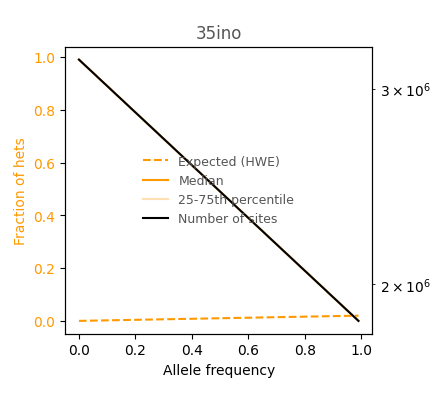 35ino
1.0
0.8
0.6
0.4
0.2
0.0
Fraction of hets
Expected (HWE)
Median
25-75th percentile
Number of sites
3 × 10⁶
2 × 10⁶
0.0 0.2 0.4 0.6 0.8 1.0
Allele frequency